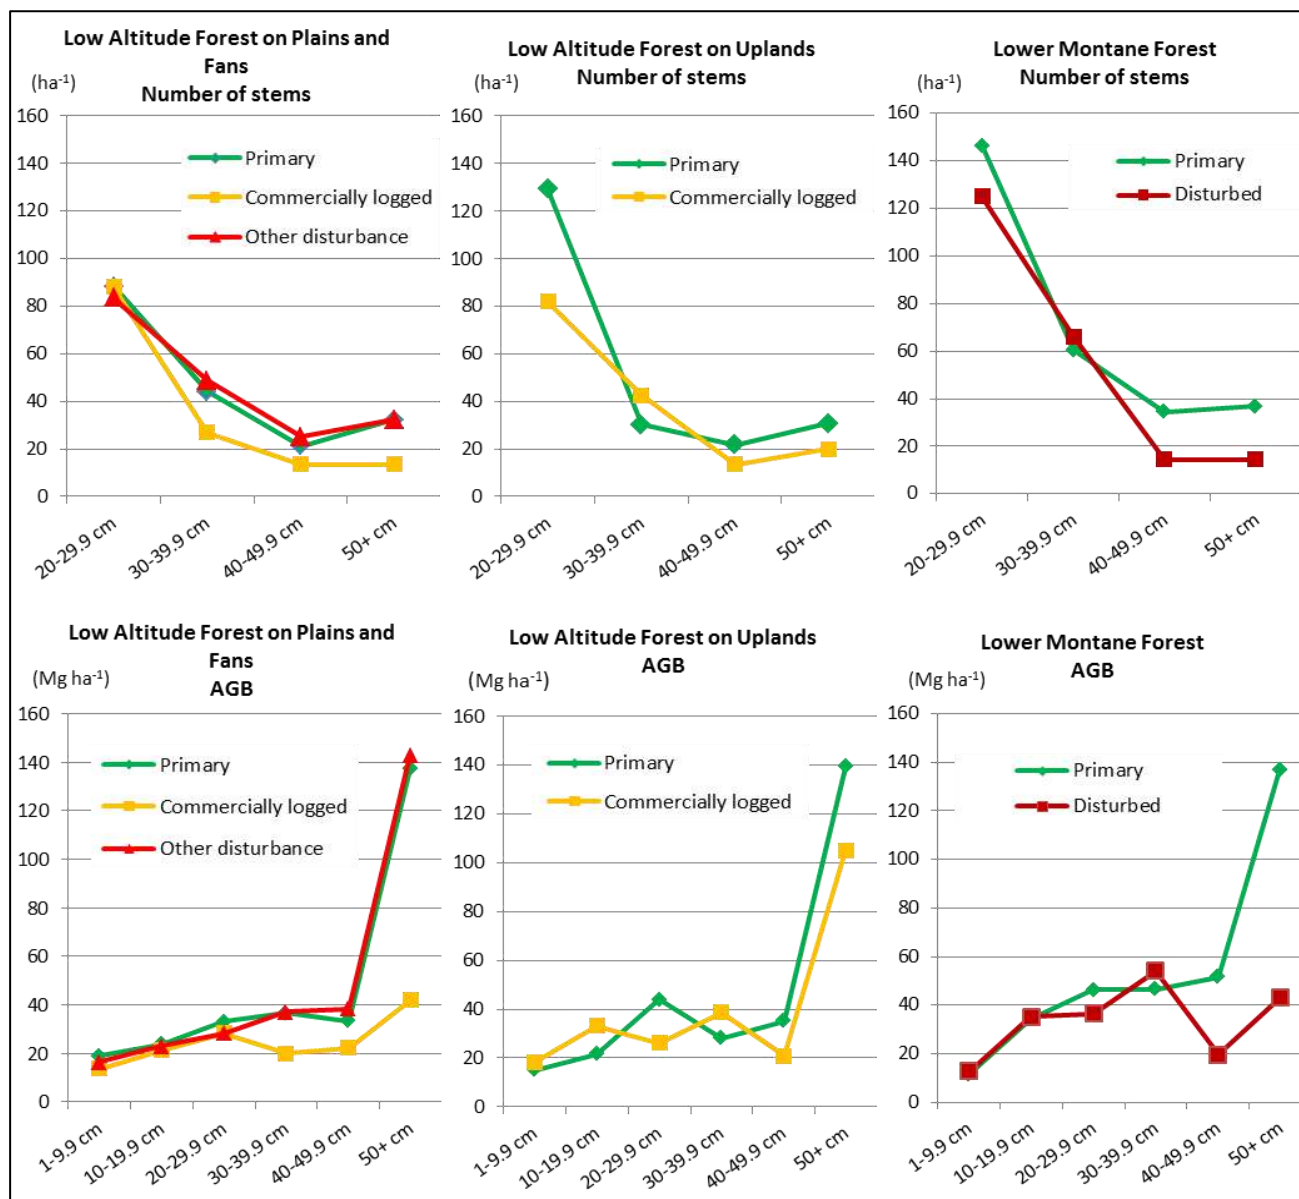 Low Altitude Forest on Plains and
Fans
Number of stems
(ha⁻¹)
160
140
120
100
80
60
40
20
0
Primary
Commercially logged
Other disturbance
20-29.9 cm
30-39.9 cm
40-49.9 cm
50+ cm
Low Altitude Forest on Uplands
Number of stems
(ha⁻¹)
160
140
120
100
80
60
40
20
0
Primary
Commercially logged
20-29.9 cm
30-39.9 cm
40-49.9 cm
50+ cm
Lower Montane Forest
Number of stems
(ha⁻¹)
160
140
120
100
80
60
40
20
0
Primary
Disturbed
20-29.9 cm
30-39.9 cm
40-49.9 cm
50+ cm
Low Altitude Forest on Plains and
Fans
AGB
(Mg ha⁻¹)
160
140
120
100
80
60
40
20
0
Primary
Commercially logged
Other disturbance
1-9.9 cm
10-19.9 cm
20-29.9 cm
30-39.9 cm
40-49.9 cm
50+ cm
Low Altitude Forest on Uplands
AGB
(Mg ha⁻¹)
160
140
120
100
80
60
40
20
0
Primary
Commercially logged
1-9.9 cm
10-19.9 cm
20-29.9 cm
30-39.9 cm
40-49.9 cm
50+ cm
Lower Montane Forest
AGB
(Mg ha⁻¹)
160
140
120
100
80
60
40
20
0
Primary
Disturbed
1-9.9 cm
10-19.9 cm
20-29.9 cm
30-39.9 cm
40-49.9 cm
50+ cm